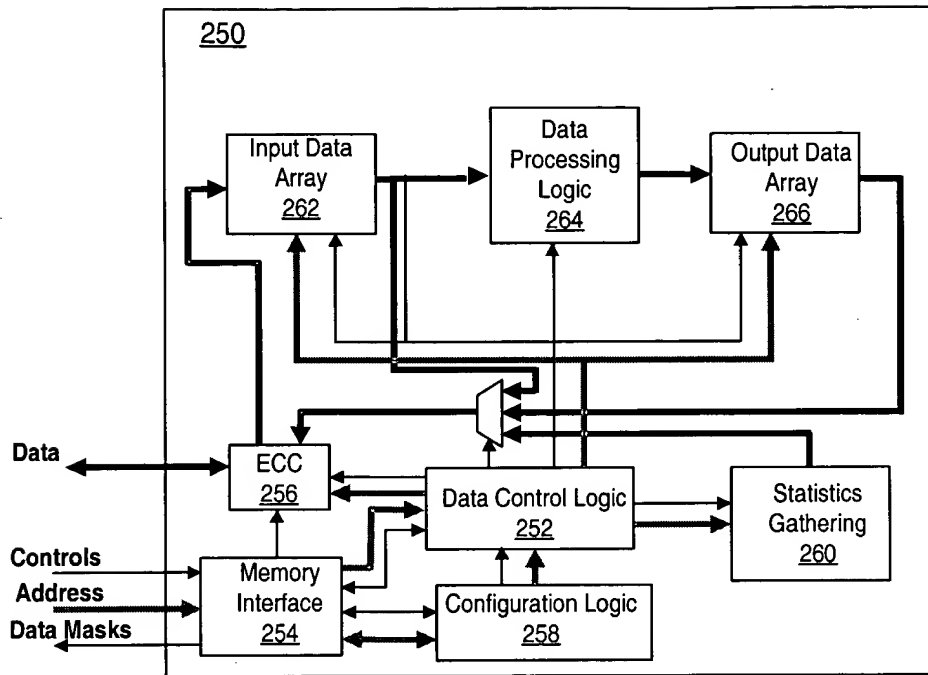 250
Input Data
Array
262
Data
Processing
Logic
264
Output Data
Array
266
Data
ECC
256
Data Control Logic
252
Statistics
Gathering
260
Controls
Address
Data Masks
Memory
Interface
254
Configuration Logic
258